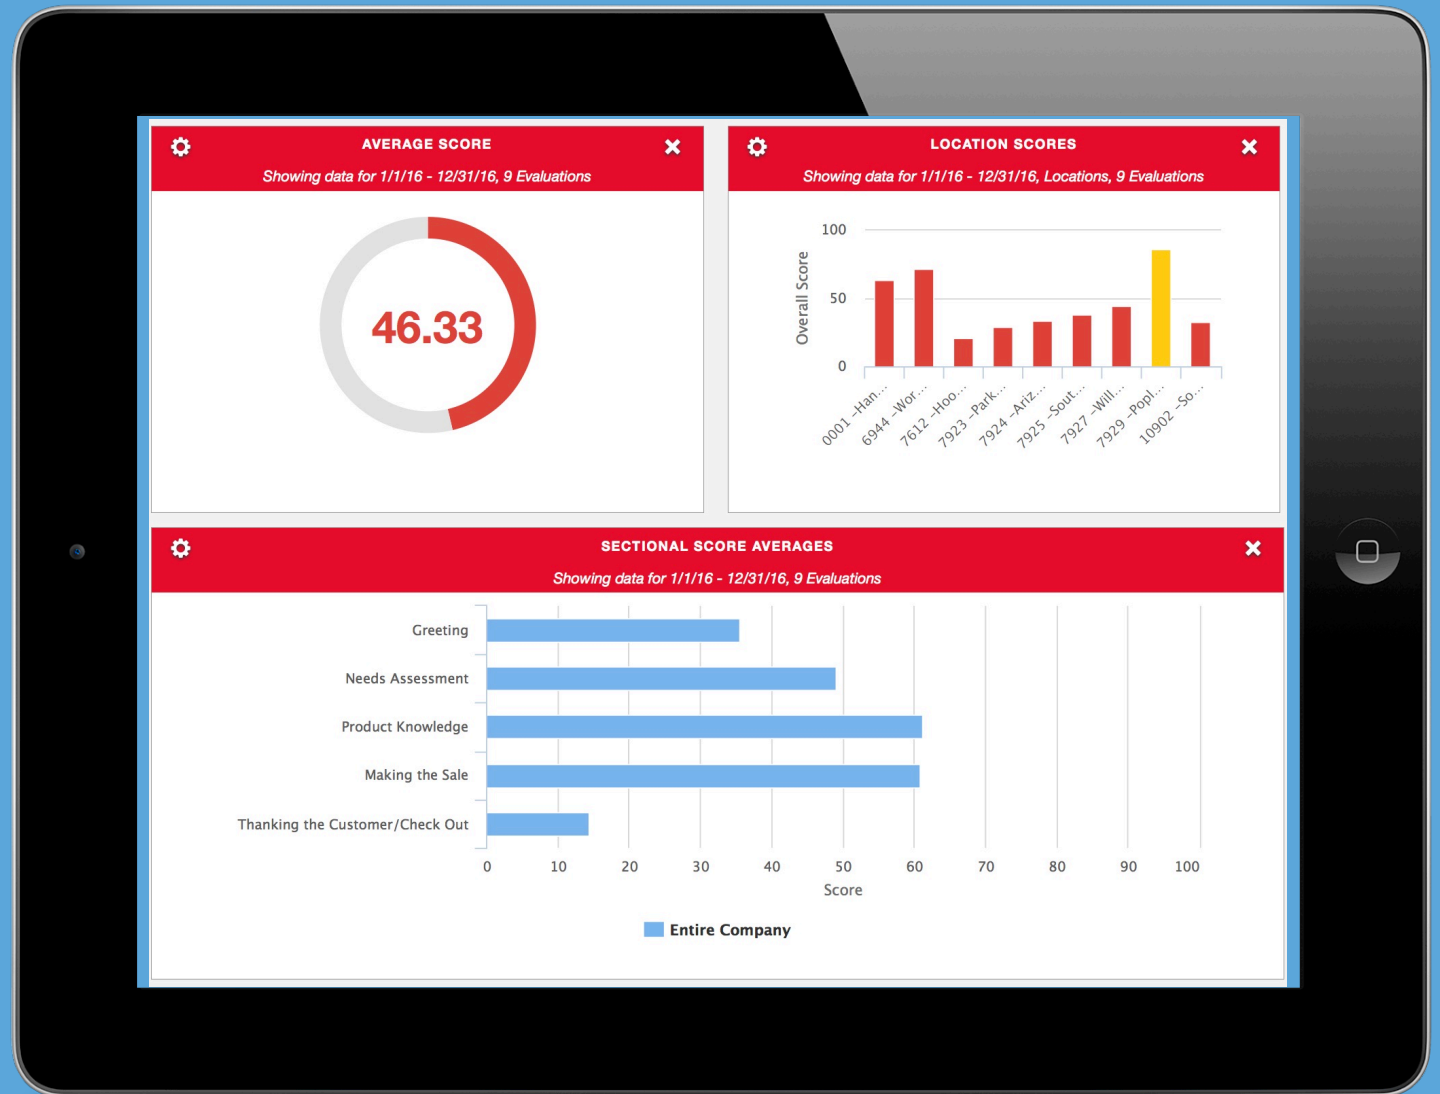 AVERAGE SCORE
Showing data for 1/1/16 - 12/31/16, 9 Evaluations
46.33
LOCATION SCORES
Showing data for 1/1/16 - 12/31/16, Locations, 9 Evaluations
Overall Score
100
50
0
0001 –Han...
6944 –Wor...
7612 –Hoo...
7923 –Park...
7924 –Ariz...
7925 –Sout...
7927 –Will...
7929 –Popl...
10902 –So...
SECTIONAL SCORE AVERAGES
Showing data for 1/1/16 - 12/31/16, 9 Evaluations
Greeting
Needs Assessment
Product Knowledge
Making the Sale
Thanking the Customer/Check Out
0 10 20 30 40 50 60 70 80 90 100
Score
Entire Company